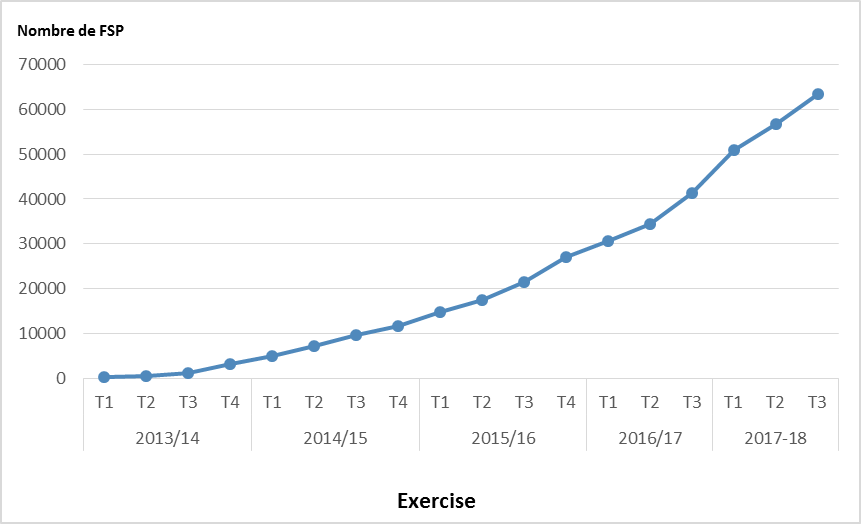 Nombre de FSP
70000
60000
50000
40000
30000
20000
10000
0
T1 T2 T3 T4 T1 T2 T3 T4 T1 T2 T3 T4 T1 T2 T3 T1 T2 T3
2013/14 2014/15 2015/16 2016/17 2017-18
Exercise